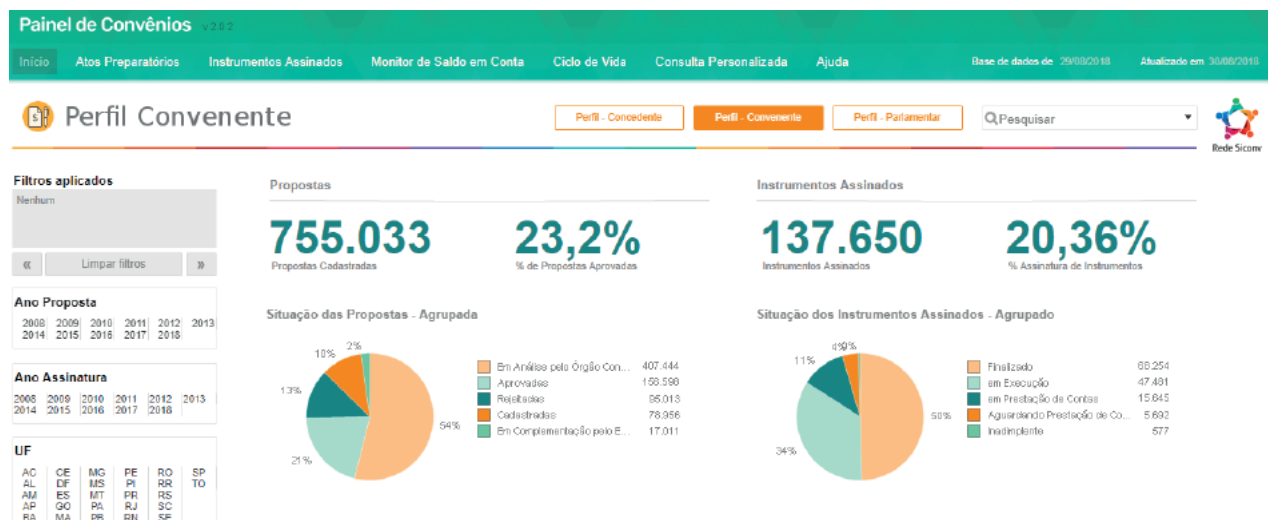 Painel de Convênios v 2.0.2
Início Atos Preparatórios Instrumentos Assinados Monitor de Saldo em Conta Ciclo de Vida Consulta Personalizada Ajuda Base de dados de 29/08/2018 Atualizado em 30/08/2018
Perfil Convenente
Perfil - Concedente Perfil - Convenente Perfil - Parlamentar Pesquisar
Rede Siconv
Filtros aplicados
Nenhum
« Limpar filtros »
Ano Proposta
2008 2009 2010 2011 2012 2013
2014 2015 2016 2017 2018
Ano Assinatura
2008 2009 2010 2011 2012 2013
2014 2015 2016 2017 2018
UF
AC CE MG PE RO SP
AL DF MS PI RR TO
AM ES MT PR RS
AP GO PA RJ SC
BA MA PB RN SE
Propostas
755.033 23,2%
Propostas Cadastradas % de Propostas Aprovadas
Situação das Propostas - Agrupada
2%
10%
13%
54%
21%
Em Análise pelo Órgão Con... 407.444
Aprovadas
Rejeitadas
Cadastradas 78.956
Em Complementação pelo E... 17.011
Instrumentos Assinados
137.650 20,36%
Instrumentos Assinados % Assinatura de Instrumentos
Situação dos Instrumentos Assinados - Agrupado
11%
50%
34%
Finalizado 68.254
em Execução 47.481
em Prestação de Contas 15.645
Aguardando Prestação de Co... 5.692
Inadimplente 577